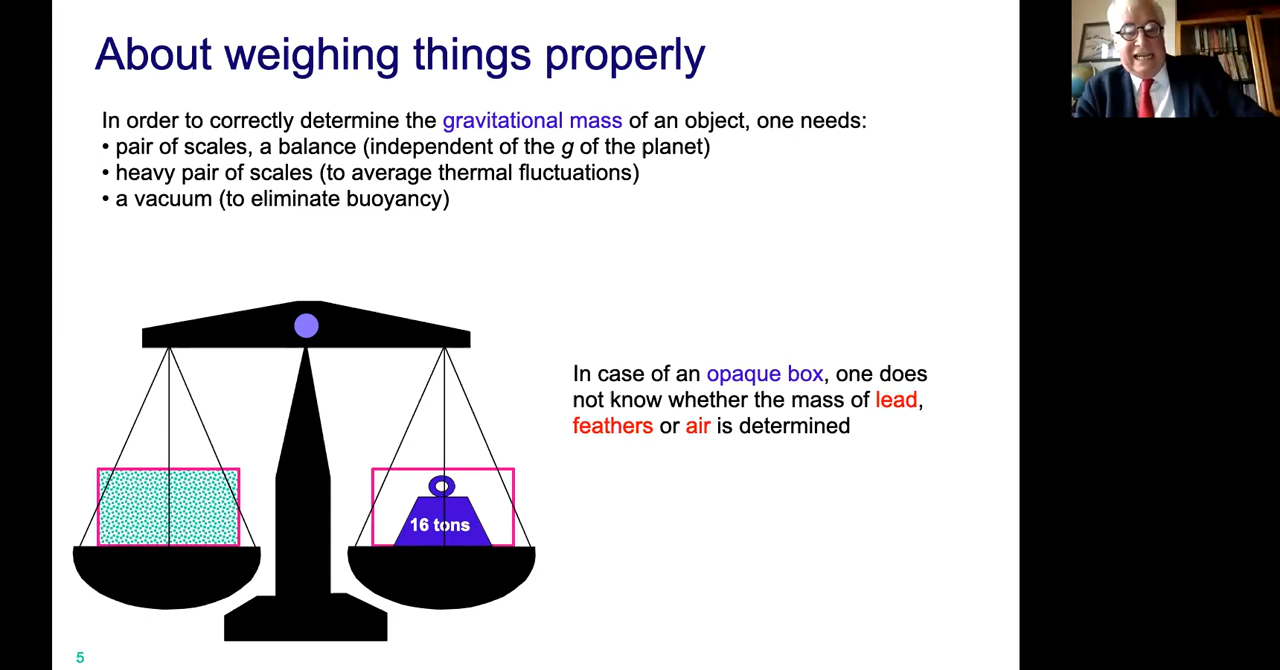 About weighing things properly
In order to correctly determine the gravitational mass of an object, one needs:
• pair of scales, a balance (independent of the g of the planet)
• heavy pair of scales (to average thermal fluctuations)
• a vacuum (to eliminate buoyancy)
In case of an opaque box, one does
not know whether the mass of lead,
feathers or air is determined
16 tons
5